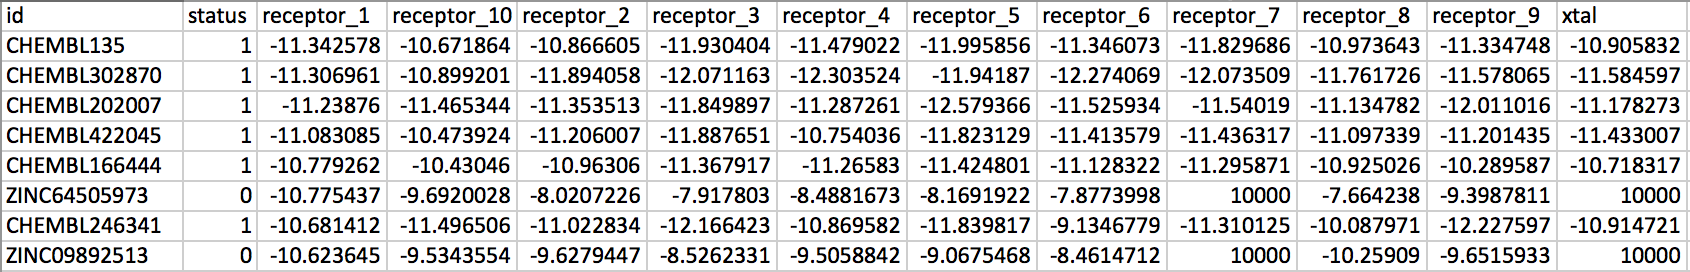 id status receptor_1 receptor_10 receptor_2 receptor_3 receptor_4 receptor_5 receptor_6 receptor_7 receptor_8 receptor_9 xtal
CHEMBL135 1 -11.342578 -10.671864 -10.866605 -11.930404 -11.479022 -11.995856 -11.346073 -11.829686 -10.973643 -11.334748 -10.905832
CHEMBL302870 1 -11.306961 -10.899201 -11.894058 -12.071163 -12.303524 -11.94187 -12.274069 -12.073509 -11.761726 -11.578065 -11.584597
CHEMBL202007 1 -11.23876 -11.465344 -11.353513 -11.849897 -11.287261 -12.579366 -11.525934 -11.54019 -11.134782 -12.011016 -11.178273
CHEMBL422045 1 -11.083085 -10.473924 -11.206007 -11.887651 -10.754036 -11.823129 -11.413579 -11.436317 -11.097339 -11.201435 -11.433007
CHEMBL166444 1 -10.779262 -10.43046 -10.96306 -11.367917 -11.26583 -11.424801 -11.128322 -11.295871 -10.925026 -10.289587 -10.718317
ZINC64505973 0 -10.775437 -9.6920028 -8.0207226 -7.917803 -8.4881673 -8.1691922 -7.8773998 10000 -7.664238 -9.3987811 10000
CHEMBL246341 1 -10.681412 -11.496506 -11.022834 -12.166423 -10.869582 -11.839817 -9.1346779 -11.310125 -10.087971 -12.227597 -10.914721
ZINC09892513 0 -10.623645 -9.5343554 -9.6279447 -8.5262331 -9.5058842 -9.0675468 -8.4614712 10000 -10.25909 -9.6515933 10000